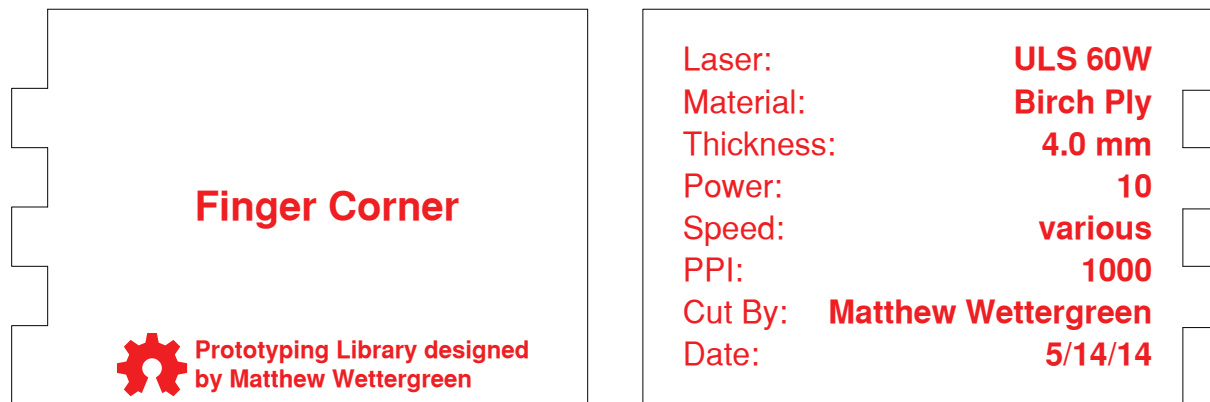 Finger Corner
Prototyping Library designed
by Matthew Wettergreen
Laser: ULS 60W
Material: Birch Ply
Thickness: 4.0 mm
Power: 10
Speed: various
PPI: 1000
Cut By: Matthew Wettergreen
Date: 5/14/14